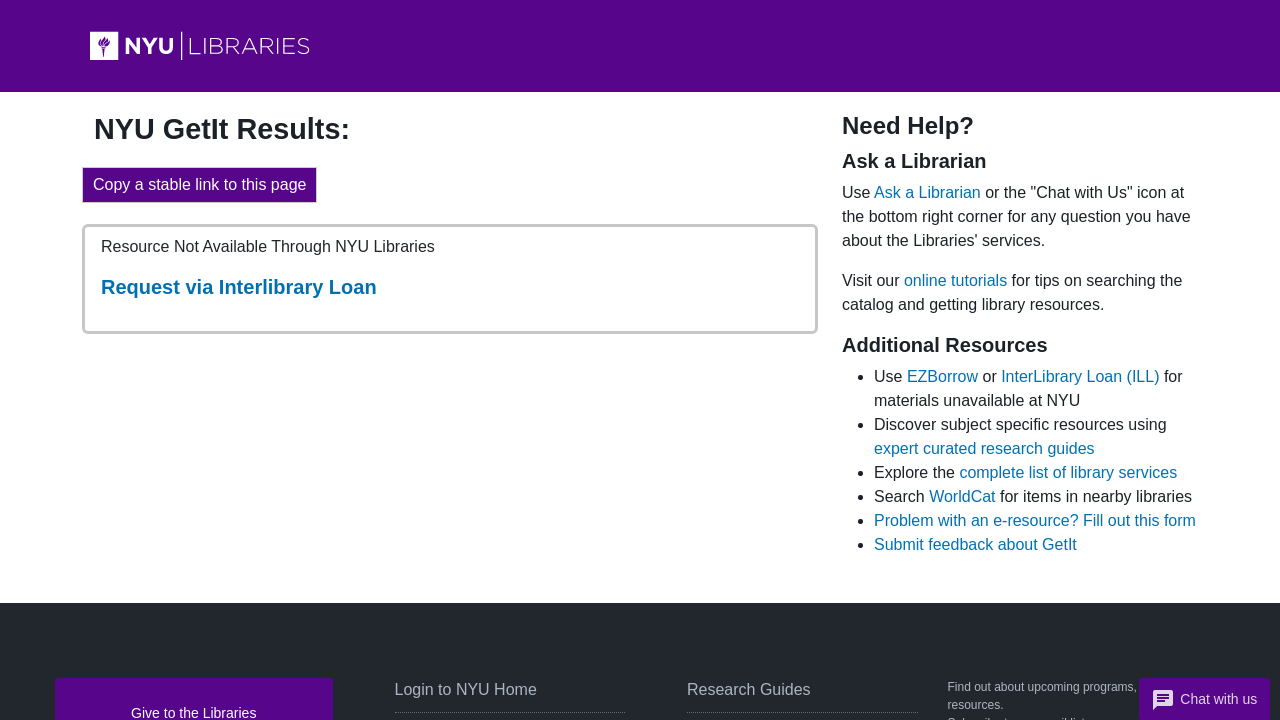 NYU | LIBRARIES
NYU GetIt Results:
Copy a stable link to this page
Resource Not Available Through NYU Libraries
Request via Interlibrary Loan
Need Help?
Ask a Librarian
Use Ask a Librarian or the "Chat with Us" icon at
the bottom right corner for any question you have
about the Libraries' services.
Visit our online tutorials for tips on searching the
catalog and getting library resources.
Additional Resources
Use EZBorrow or InterLibrary Loan (ILL) for
materials unavailable at NYU
Discover subject specific resources using
expert curated research guides
Explore the complete list of library services
Search WorldCat for items in nearby libraries
Problem with an e-resource? Fill out this form
Submit feedback about GetIt
Give to the Libraries
Login to NYU Home
Research Guides
Find out about upcoming programs,
resources.
Chat with us